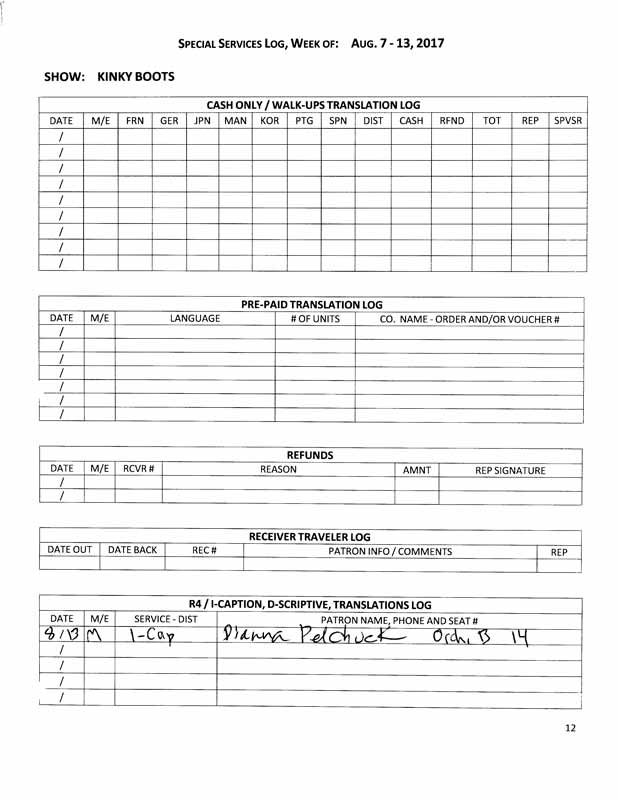 SPECIAL SERVICES LOG, WEEK OF: AUG. 7 - 13, 2017
SHOW: KINKY BOOTS
CASH ONLY / WALK-UPS TRANSLATION LOG
DATE M/E FRN GER JPN MAN KOR PTG SPN DIST CASH RFND TOT REP SPVSR
/
/
/
/
/
/
/
/
/
PRE-PAID TRANSLATION LOG
DATE M/E LANGUAGE # OF UNITS CO. NAME - ORDER AND/OR VOUCHER #
/
/
/
/
/
/
/
REFUNDS
DATE M/E RCVR # REASON AMNT REP SIGNATURE
/
/
RECEIVER TRAVELER LOG
DATE OUT DATE BACK REC # PATRON INFO / COMMENTS REP
R4 / I-CAPTION, D-SCRIPTIVE, TRANSLATIONS LOG
DATE M/E SERVICE - DIST PATRON NAME, PHONE AND SEAT #
8/13 M I-Cap Dianna Pelchuck Orch, B 14
/
/
/
/
12